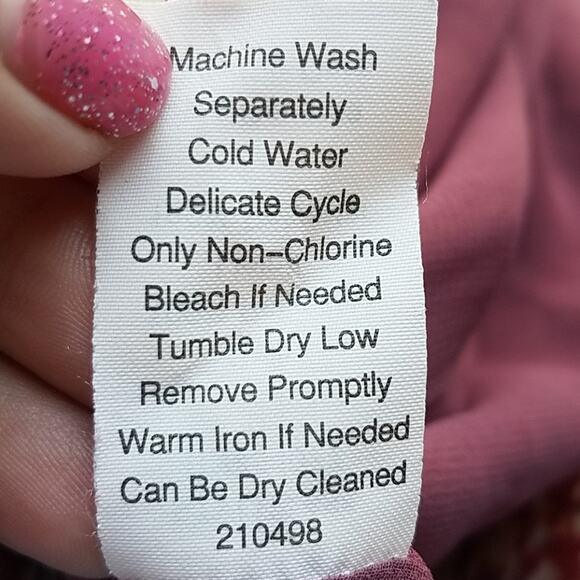 Machine Wash
Separately
Cold Water
Delicate Cycle
Only Non-Chlorine
Bleach If Needed
Tumble Dry Low
Remove Promptly
Warm Iron If Needed
Can Be Dry Cleaned
210498